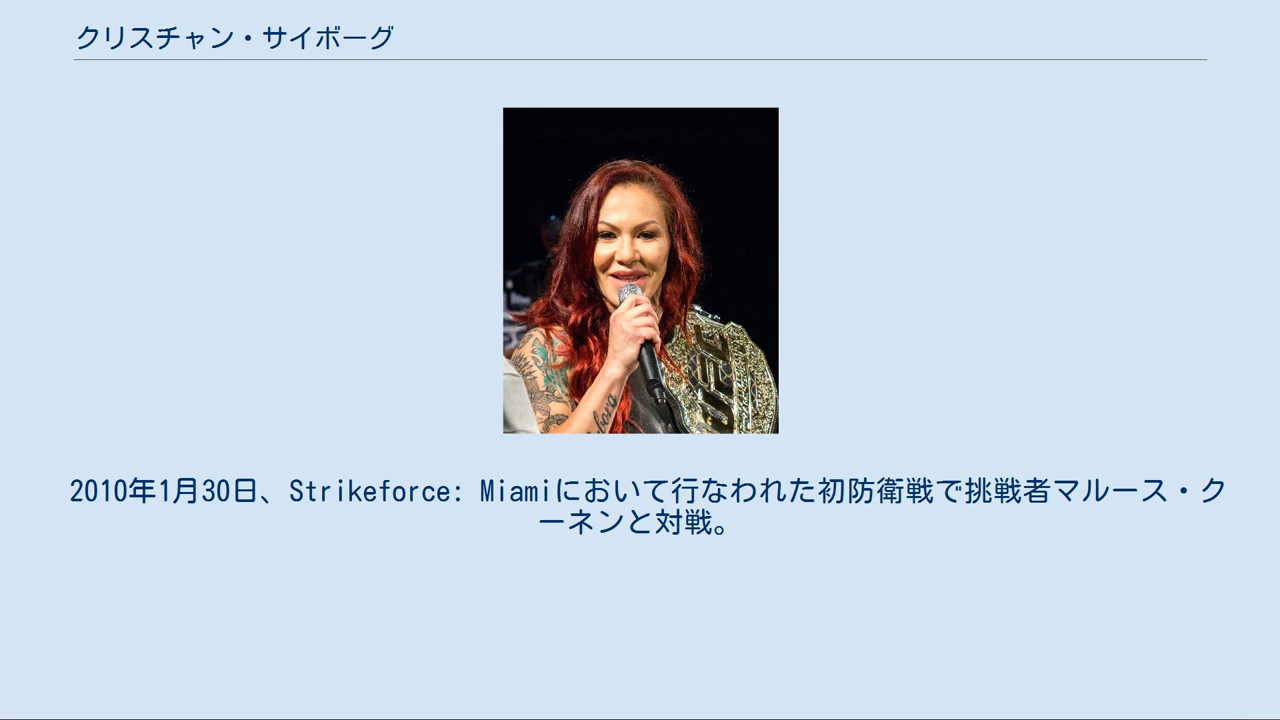 クリスチャン・サイボーグ
UFC
bora
2010年1月30日、Strikeforce: Miamiにおいて行なわれた初防衛戦で挑戦者マルース・ク
ーネンと対戦。